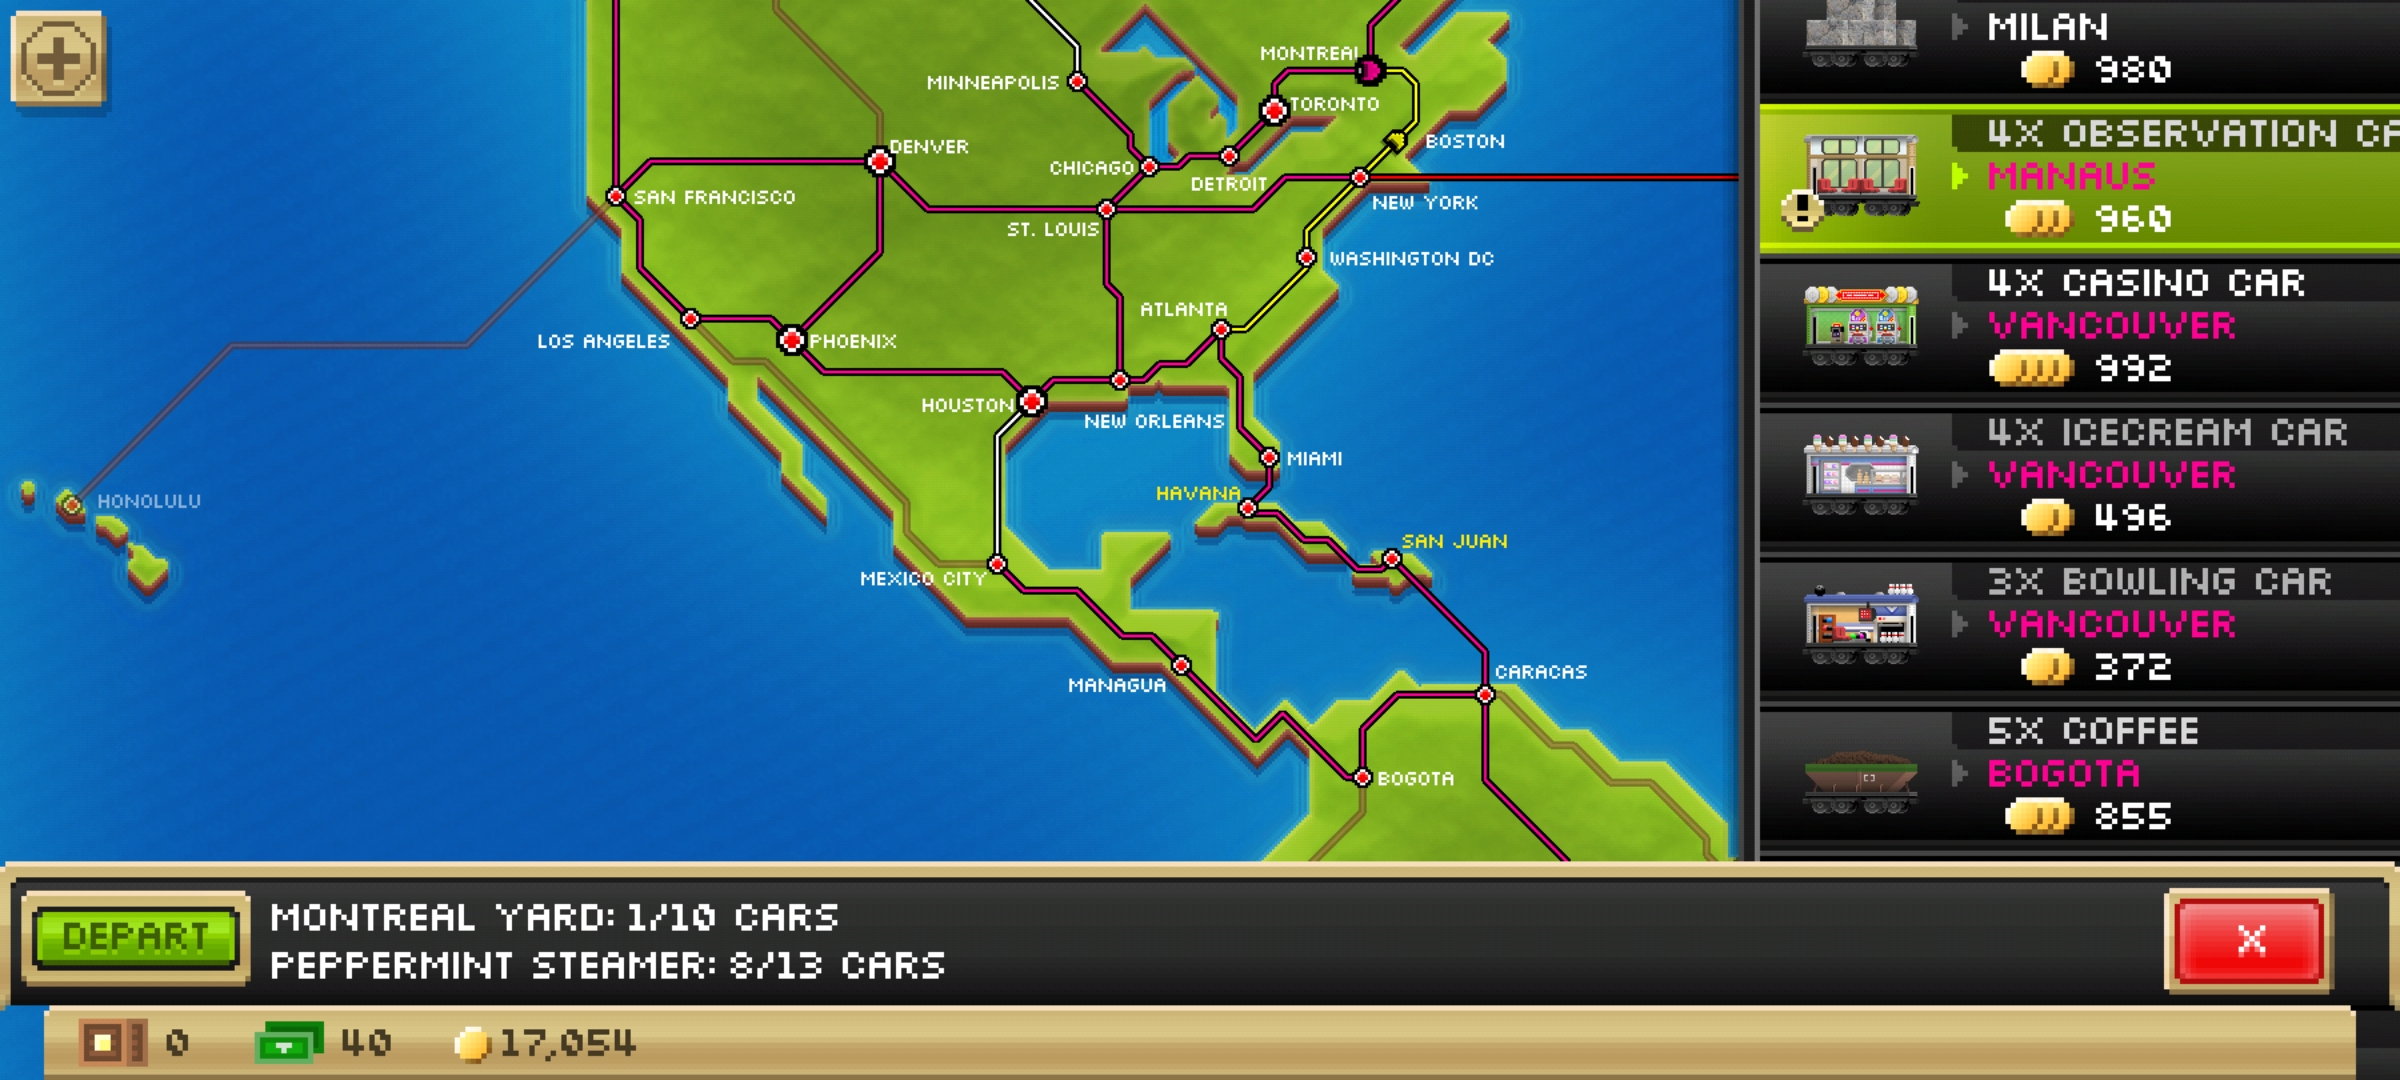 MONTREAL
MINNEAPOLIS
TORONTO
DENVER
BOSTON
CHICAGO
DETROIT
SAN FRANCISCO
NEW YORK
ST. LOUIS
WASHINGTON DC
ATLANTA
LOS ANGELES
PHOENIX
HOUSTON
NEW ORLEANS
MIAMI
HAVANA
HONOLULU
SAN JUAN
MEXICO CITY
CARACAS
MANAGUA
BOGOTA
MILAN
980
4X OBSERVATION CA
MANAUS
960
4X CASINO CAR
VANCOUVER
992
4X ICECREAM CAR
VANCOUVER
496
3X BOWLING CAR
VANCOUVER
372
5X COFFEE
BOGOTA
855
DEPART
MONTREAL YARD: 1/10 CARS
PEPPERMINT STEAMER: 8/13 CARS
X
0 40 17,054